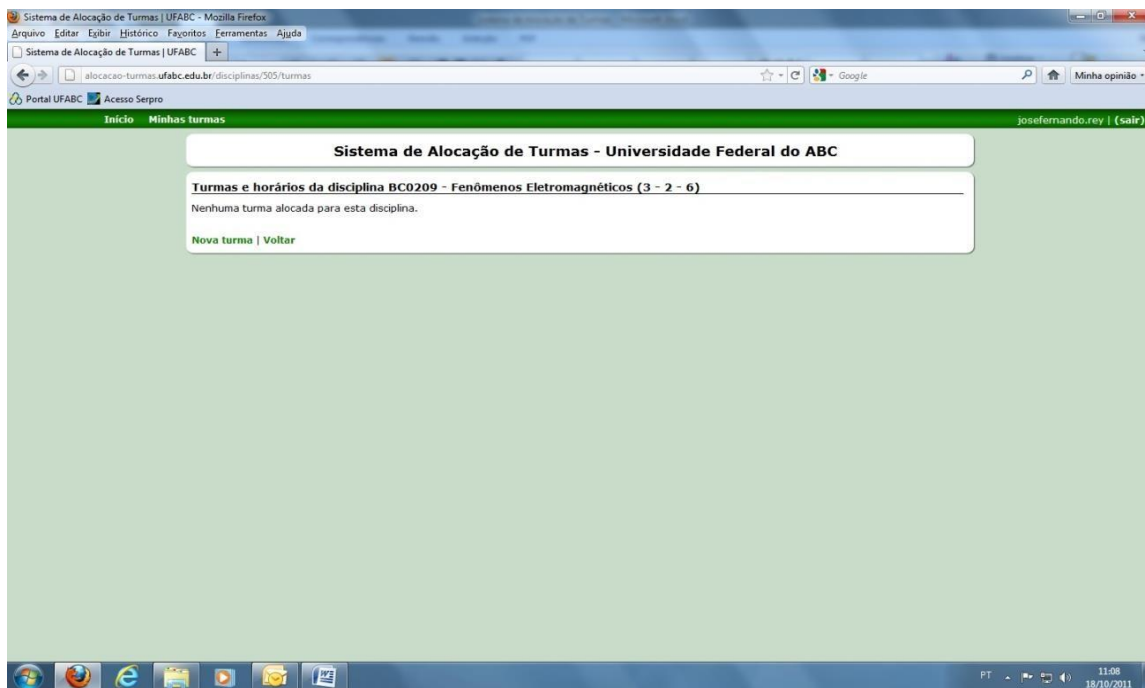 Sistema de Alocação de Turmas | UFABC - Mozilla Firefox
Arquivo Editar Exibir Histórico Favoritos Ferramentas Ajuda
Sistema de Alocação de Turmas | UFABC +
alocacao-turmas.ufabc.edu.br/disciplinas/505/turmas Google Minha opinião
Portal UFABC Acesso Serpro
Início Minhas turmas josefernando.rey | (sair)
Sistema de Alocação de Turmas - Universidade Federal do ABC
Turmas e horários da disciplina BC0209 - Fenômenos Eletromagnéticos (3 - 2 - 6)
Nenhuma turma alocada para esta disciplina.
Nova turma | Voltar
PT 11:08
18/10/2011